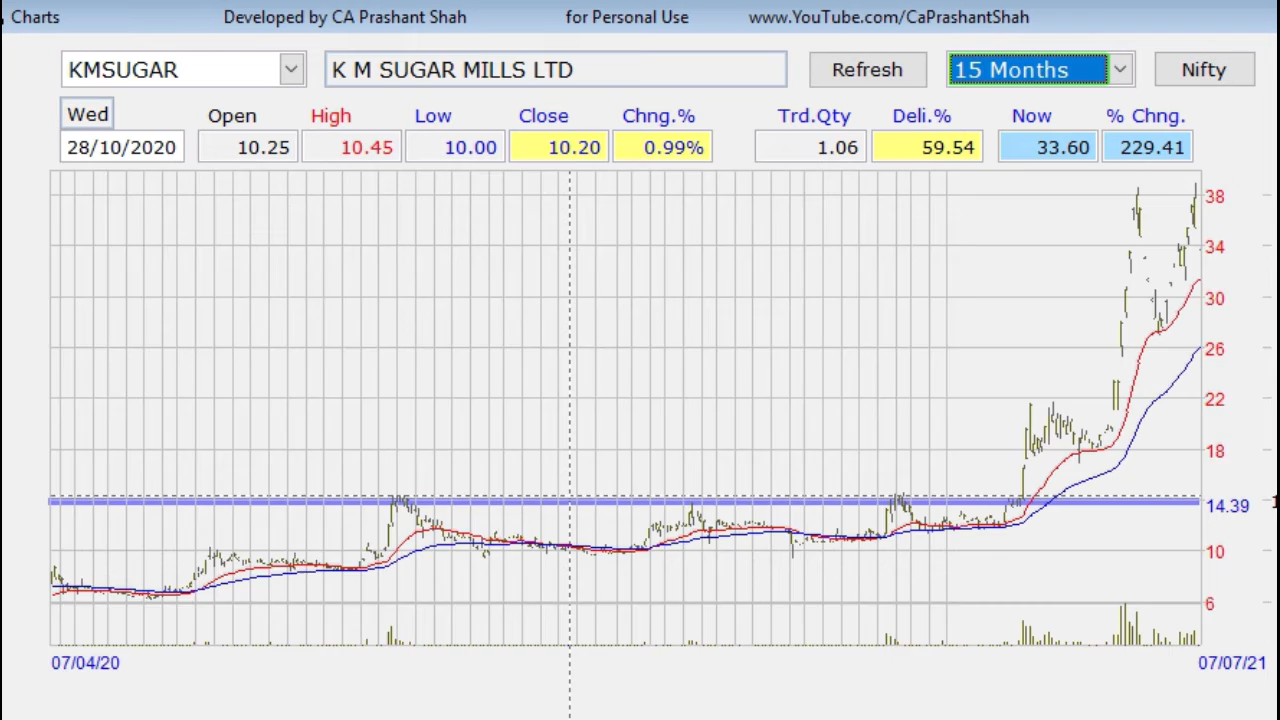 Charts Developed by CA Prashant Shah for Personal Use www.YouTube.com/CaPrashantShah
KMSUGAR K M SUGAR MILLS LTD Refresh 15 Months Nifty
Wed Open High Low Close Chng.% Trd.Qty Deli.% Now % Chng.
28/10/2020 10.25 10.45 10.00 10.20 0.99% 1.06 59.54 33.60 229.41
38
34
30
26
22
18
14.39
10
6
07/04/20 07/07/21